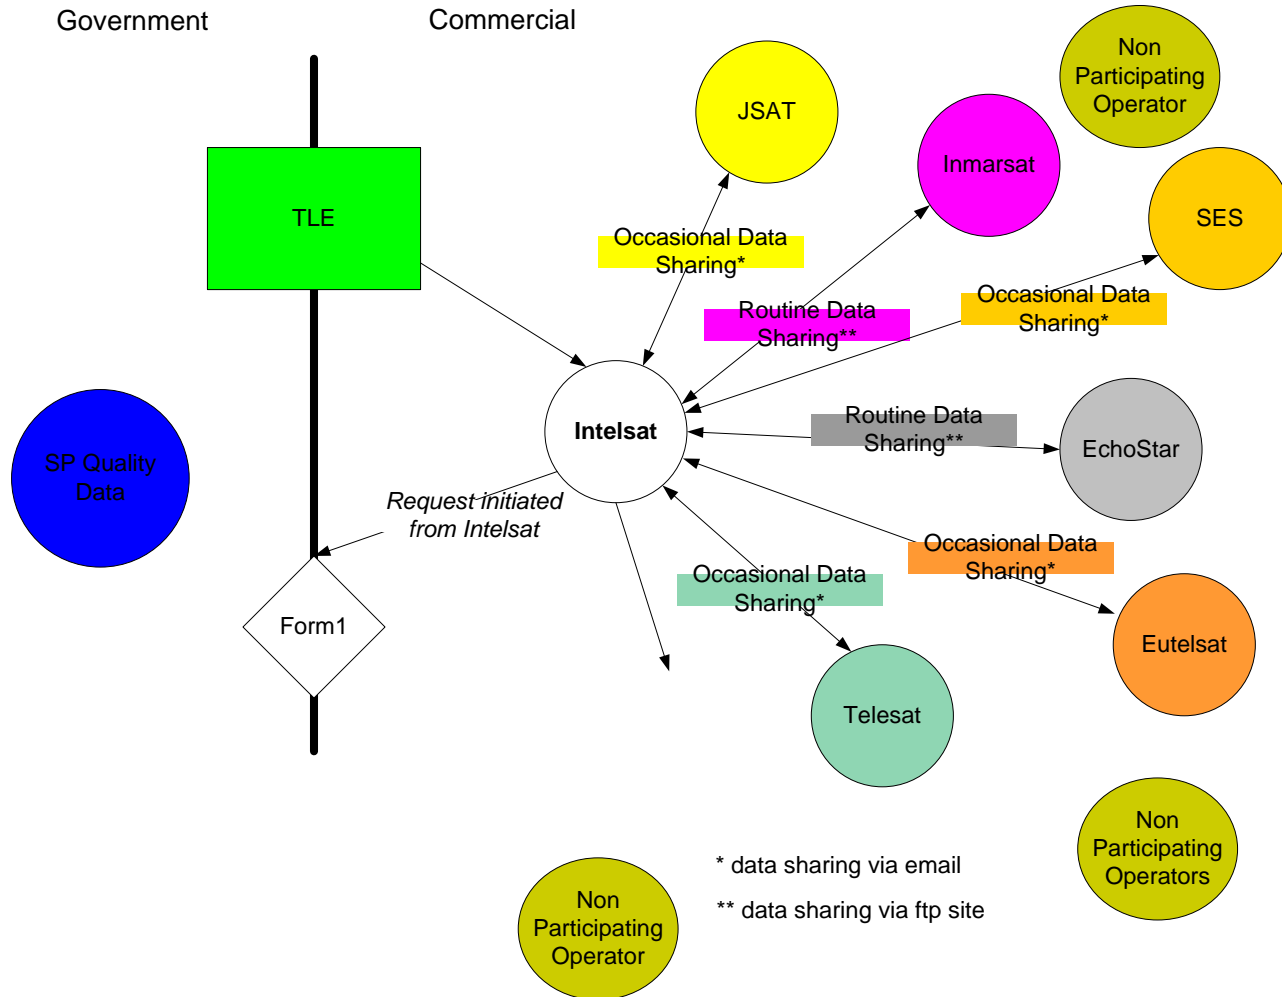 Government
Commercial
Non
Participating
Operator
JSAT
Inmarsat
TLE
SES
Occasional Data
Sharing*
Routine Data
Sharing**
Occasional Data
Sharing*
Intelsat
Routine Data
Sharing**
EchoStar
SP Quality
Data
Request initiated
from Intelsat
Occasional Data
Sharing*
Occasional Data
Sharing*
Form1
Eutelsat
Telesat
Non
Participating
Operators
* data sharing via email
** data sharing via ftp site
Non
Participating
Operator